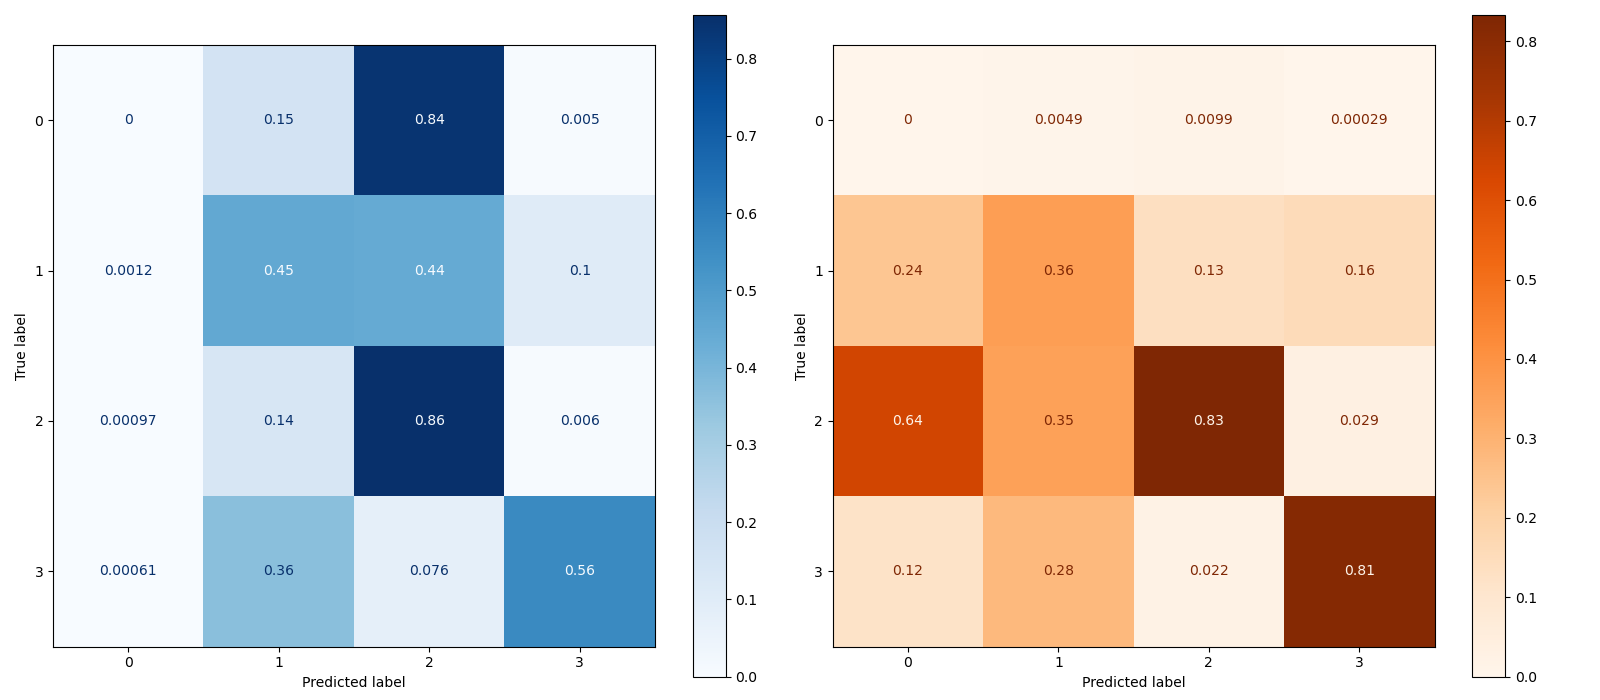 0 0.15 0.84 0.005
1 0.0012 0.45 0.44 0.1
2 0.00097 0.14 0.86 0.006
3 0.00061 0.36 0.076 0.56
0 1 2 3
Predicted label
True label
0.8
0.7
0.6
0.5
0.4
0.3
0.2
0.1
0.0
0 0 0.0049 0.0099 0.00029
1 0.24 0.36 0.13 0.16
2 0.64 0.35 0.83 0.029
3 0.12 0.28 0.022 0.81
0 1 2 3
Predicted label
True label
0.8
0.7
0.6
0.5
0.4
0.3
0.2
0.1
0.0